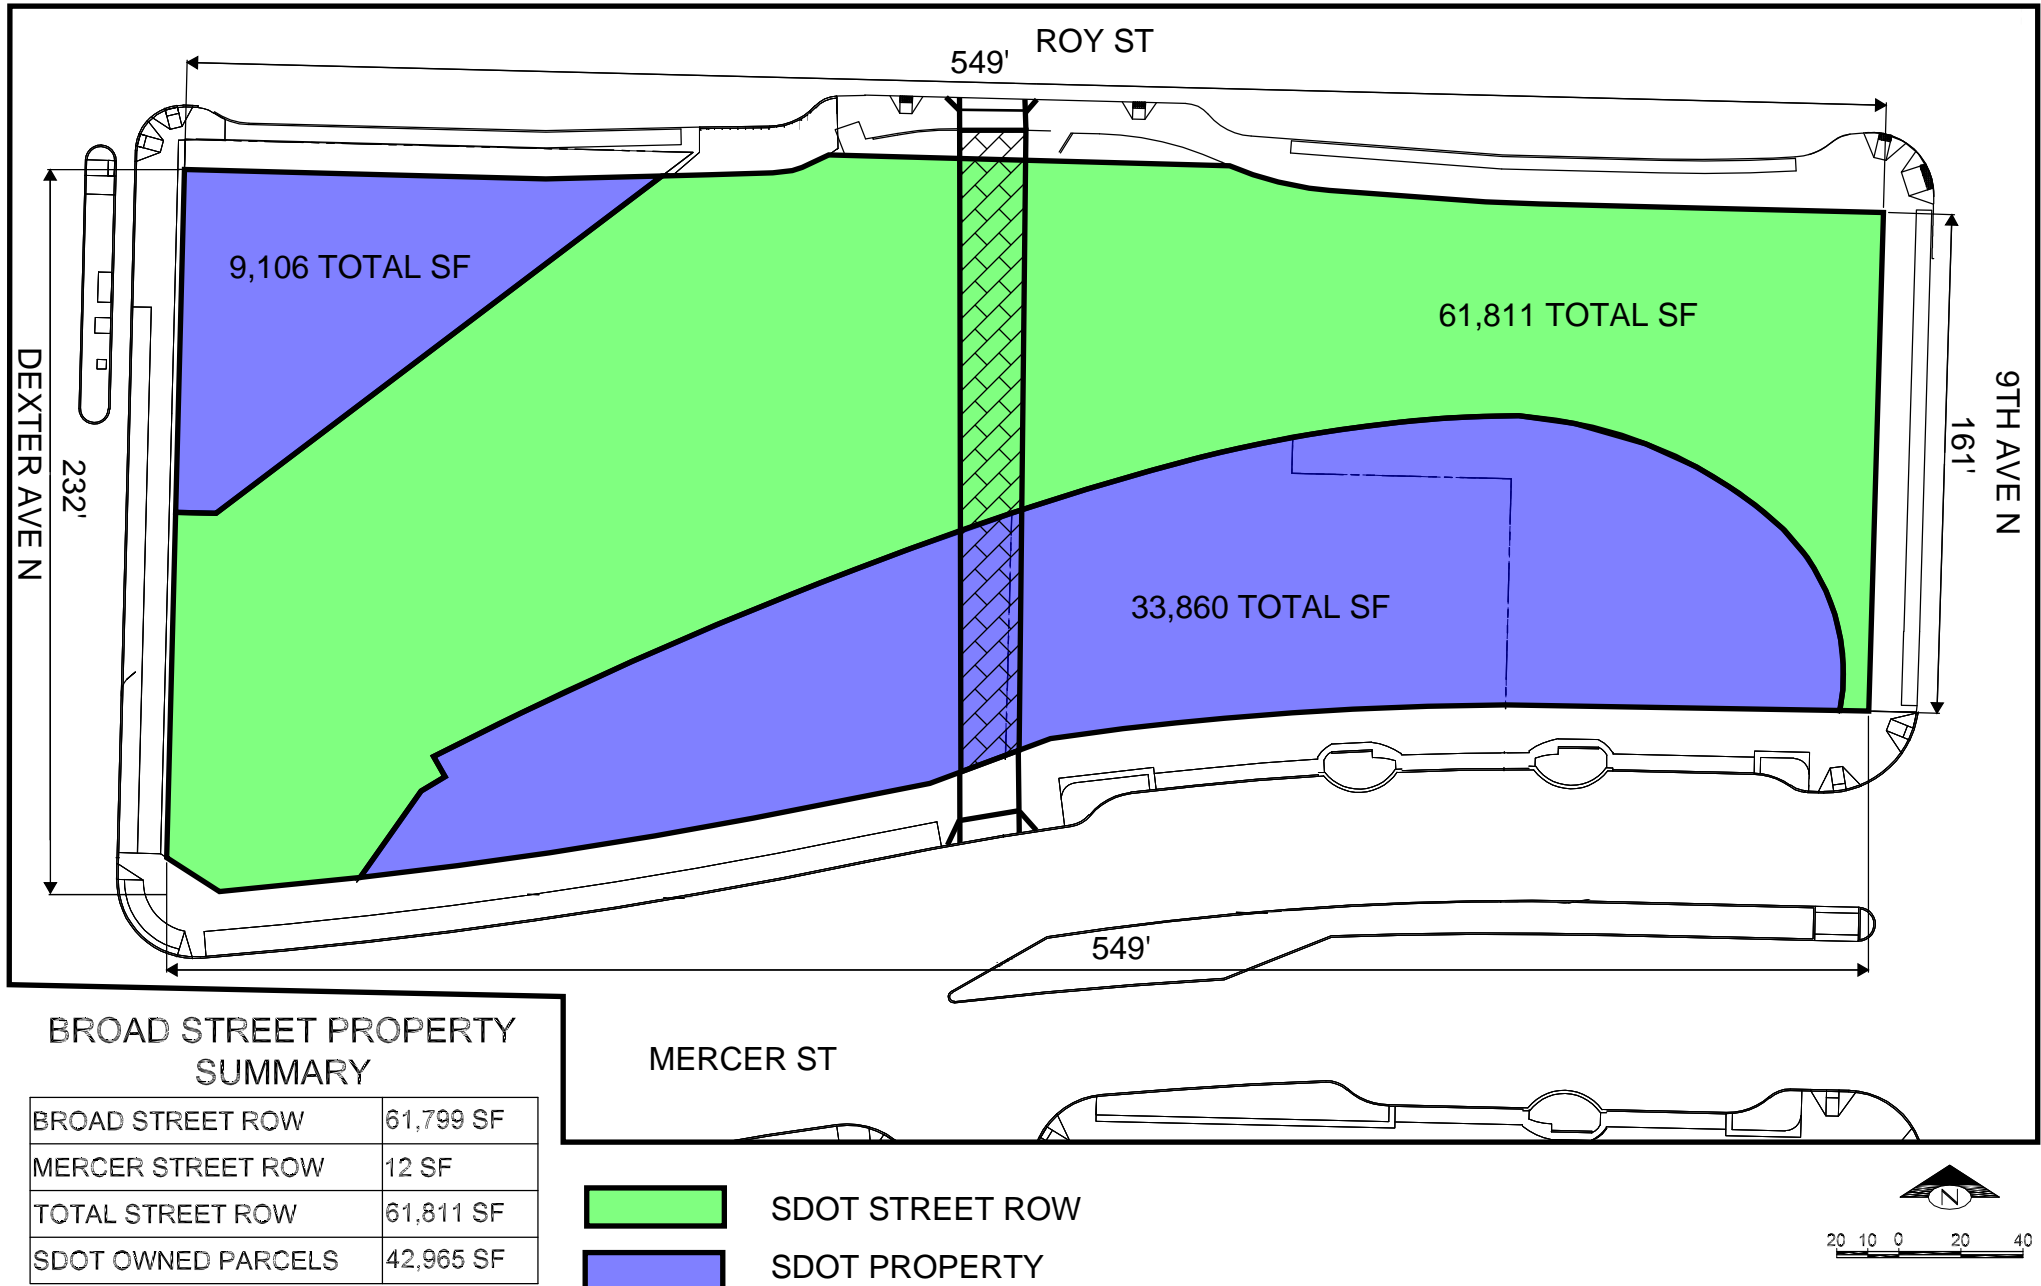 ROY ST
549'
9,106 TOTAL SF
61,811 TOTAL SF
DEXTER AVE N
232'
9TH AVE N
161'
33,860 TOTAL SF
549'
MERCER ST
BROAD STREET PROPERTY
SUMMARY
BROAD STREET ROW 61,799 SF
MERCER STREET ROW 12 SF
TOTAL STREET ROW 61,811 SF
SDOT OWNED PARCELS 42,965 SF
SDOT STREET ROW
SDOT PROPERTY
N
20 10 0 20 40